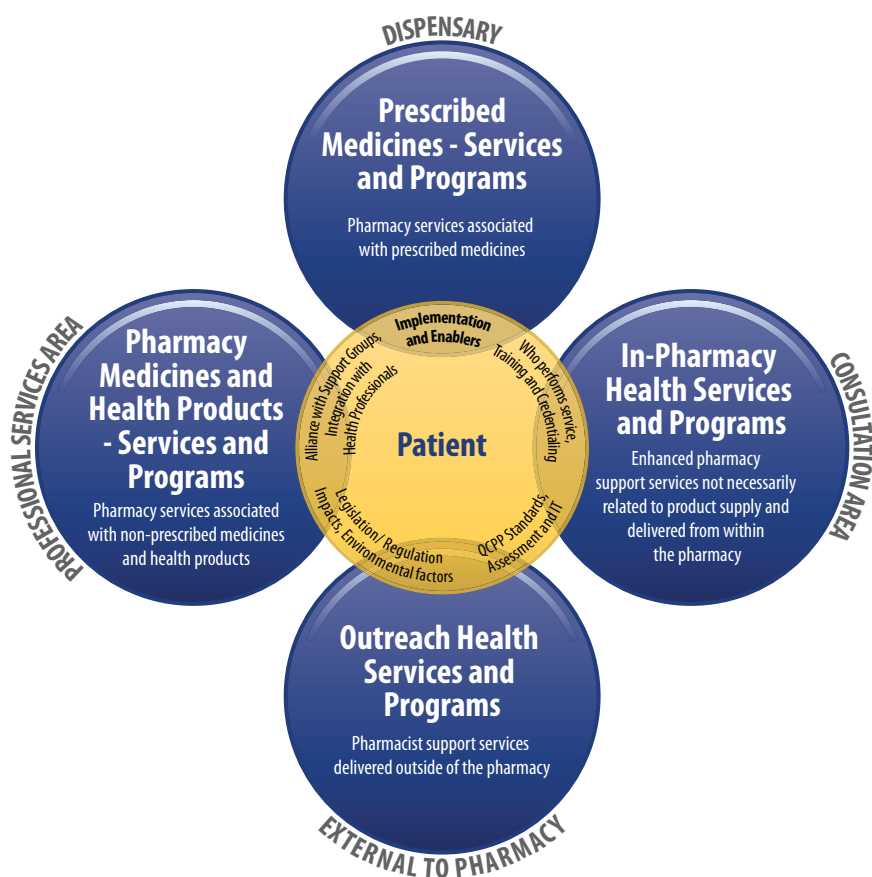 DISPENSARY
Prescribed
Medicines - Services
and Programs
Pharmacy services associated
with prescribed medicines
PROFESSIONAL SERVICES AREA
Pharmacy
Medicines and
Health Products
- Services and
Programs
Pharmacy services associated
with non-prescribed medicines
and health products
Implementation
and Enablers
Alliance with Support Groups,
Integration with
Health Professionals
Who performs service,
Training and Credentialing
Patient
Legislation/ Regulation
Impacts, Environmental factors
QCPP Standards,
Assessment and IT
In-Pharmacy
Health Services
and Programs
Enhanced pharmacy
support services not necessarily
related to product supply and
delivered from within
the pharmacy
CONSULTATION AREA
Outreach Health
Services and
Programs
Pharmacist support services
delivered outside of the pharmacy
EXTERNAL TO PHARMACY